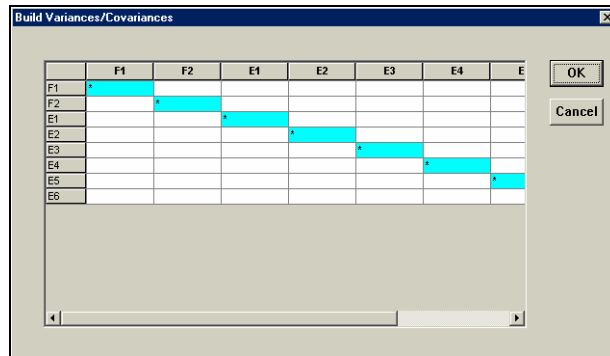 Build Variances/Covariances
F1 F2 E1 E2 E3 E4 E
F1 *
F2 *
E1 *
E2 *
E3 *
E4 *
E5 *
E6
OK
Cancel